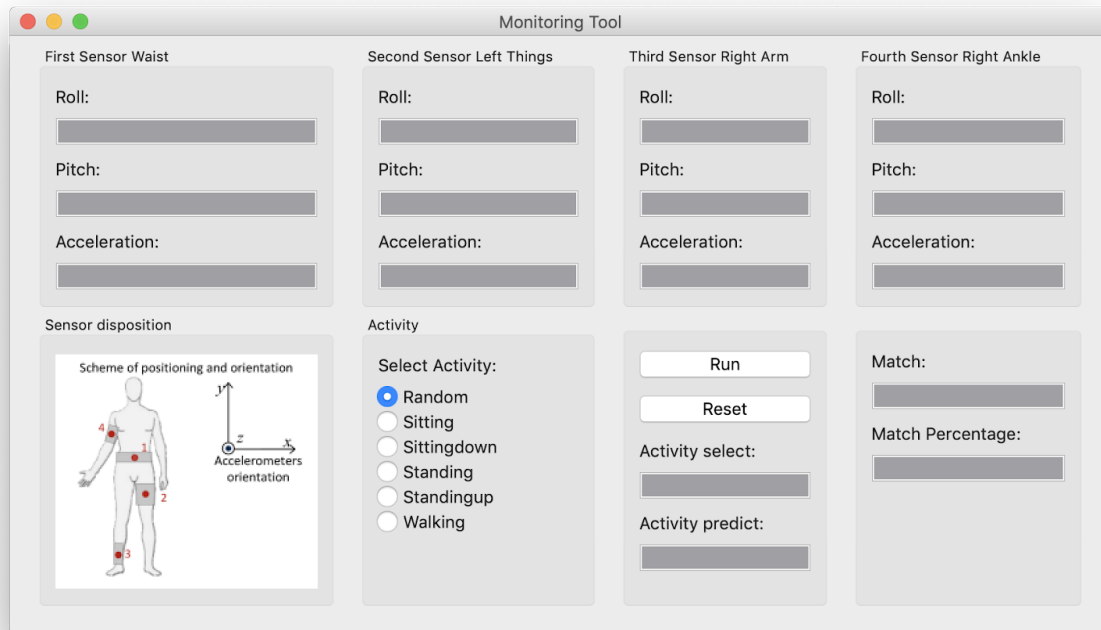 Monitoring Tool
First Sensor Waist
Roll:
Pitch:
Acceleration:
Second Sensor Left Things
Roll:
Pitch:
Acceleration:
Third Sensor Right Arm
Roll:
Pitch:
Acceleration:
Fourth Sensor Right Ankle
Roll:
Pitch:
Acceleration:
Sensor disposition
Scheme of positioning and orientation
y
4
z
x
1
Accelerometers
orientation
2
3
Activity
Select Activity:
Random
Sitting
Sittingdown
Standing
Standingup
Walking
Run
Reset
Activity select:
Activity predict:
Match:
Match Percentage: